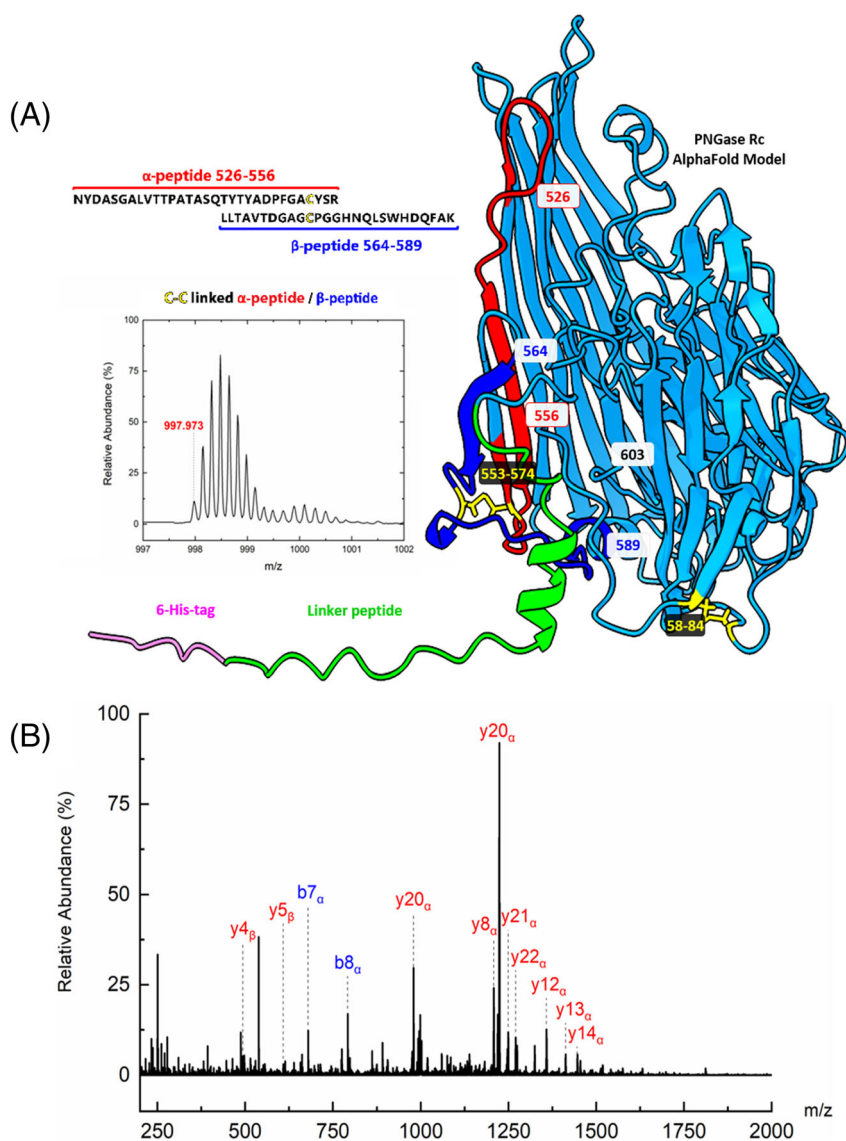 (A)
PNGase Rc
AlphaFold Model
α-peptide 526-556
NYDASGALVTTPATASQTYTYADPFGACYSR
LLTAVTDGAGCPGGHNQLSWHDQFAK
β-peptide 564-589
526
C-C linked α-peptide / β-peptide
100
75
50
25
0
Relative Abundance (%)
997.973
997
998
999
1000
1001
1002
m/z
564
556
603
553-574
589
58-84
6-His-tag
Linker peptide
(B)
100
75
50
25
0
Relative Abundance (%)
y20α
b7α
y5β
y4β
b8α
y20α
y8α
y21α
y22α
y12α
y13α
y14α
250
500
750
1000
1250
1500
1750
2000
m/z